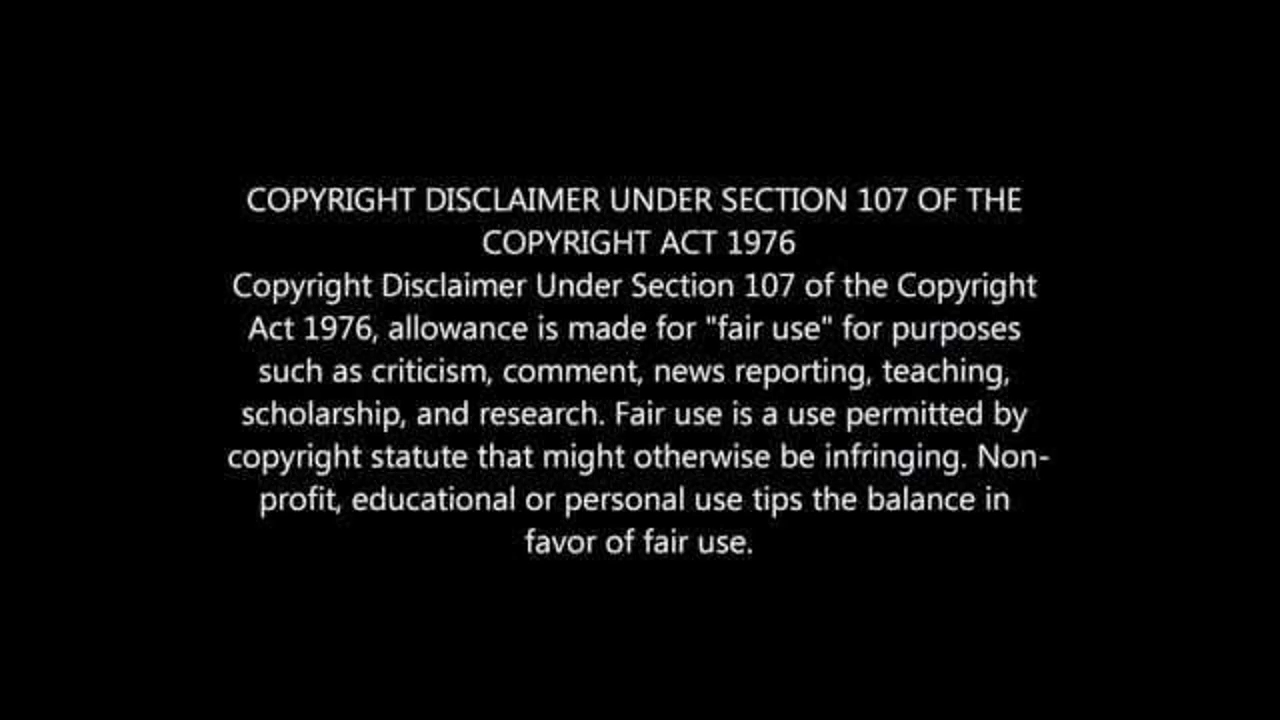 COPYRIGHT DISCLAIMER UNDER SECTION 107 OF THE
COPYRIGHT ACT 1976
Copyright Disclaimer Under Section 107 of the Copyright
Act 1976, allowance is made for "fair use" for purposes
such as criticism, comment, news reporting, teaching,
scholarship, and research. Fair use is a use permitted by
copyright statute that might otherwise be infringing. Non-
profit, educational or personal use tips the balance in
favor of fair use.